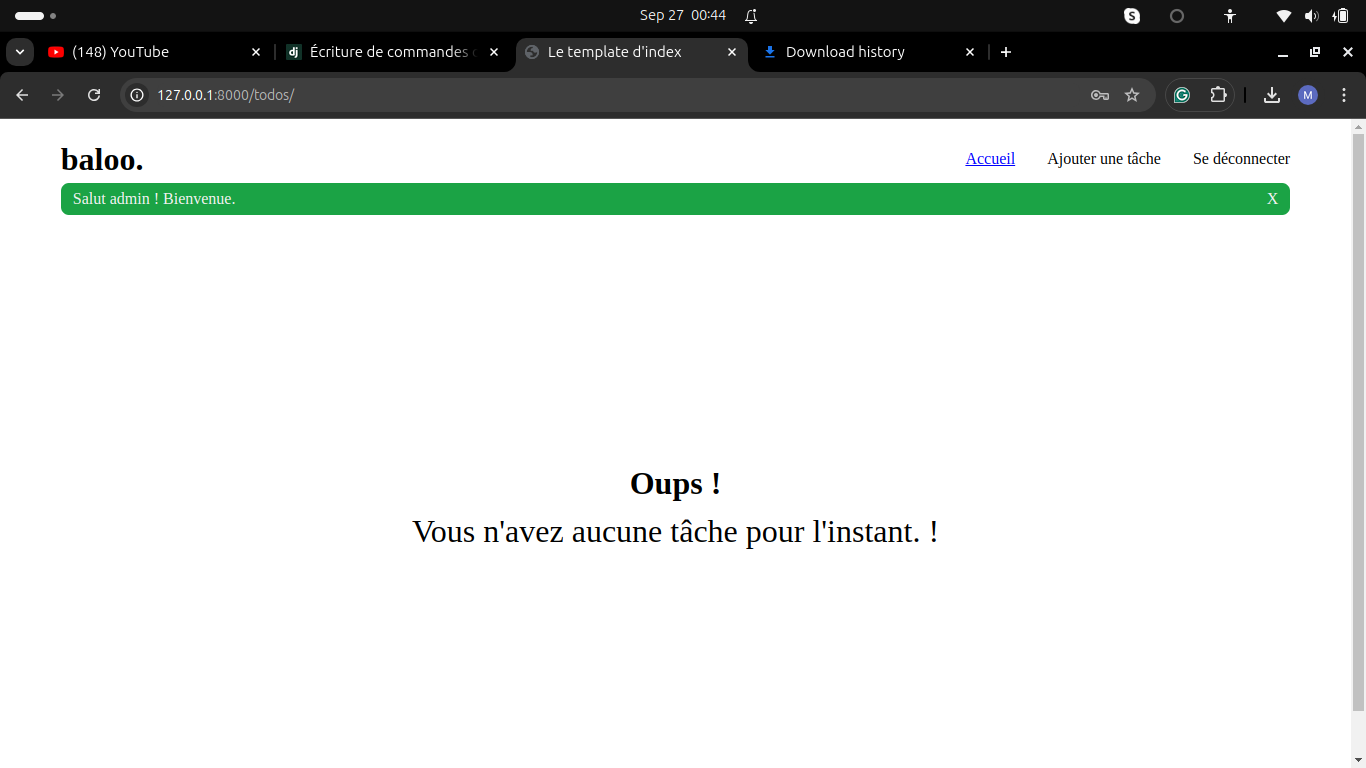 Sep 27 00:44
(148) YouTube
Écriture de commandes
Le template d'index
Download history
127.0.0.1:8000/todos/
M
baloo.
Accueil
Ajouter une tâche
Se déconnecter
Salut admin ! Bienvenue.
X
Oups !
Vous n'avez aucune tâche pour l'instant. !